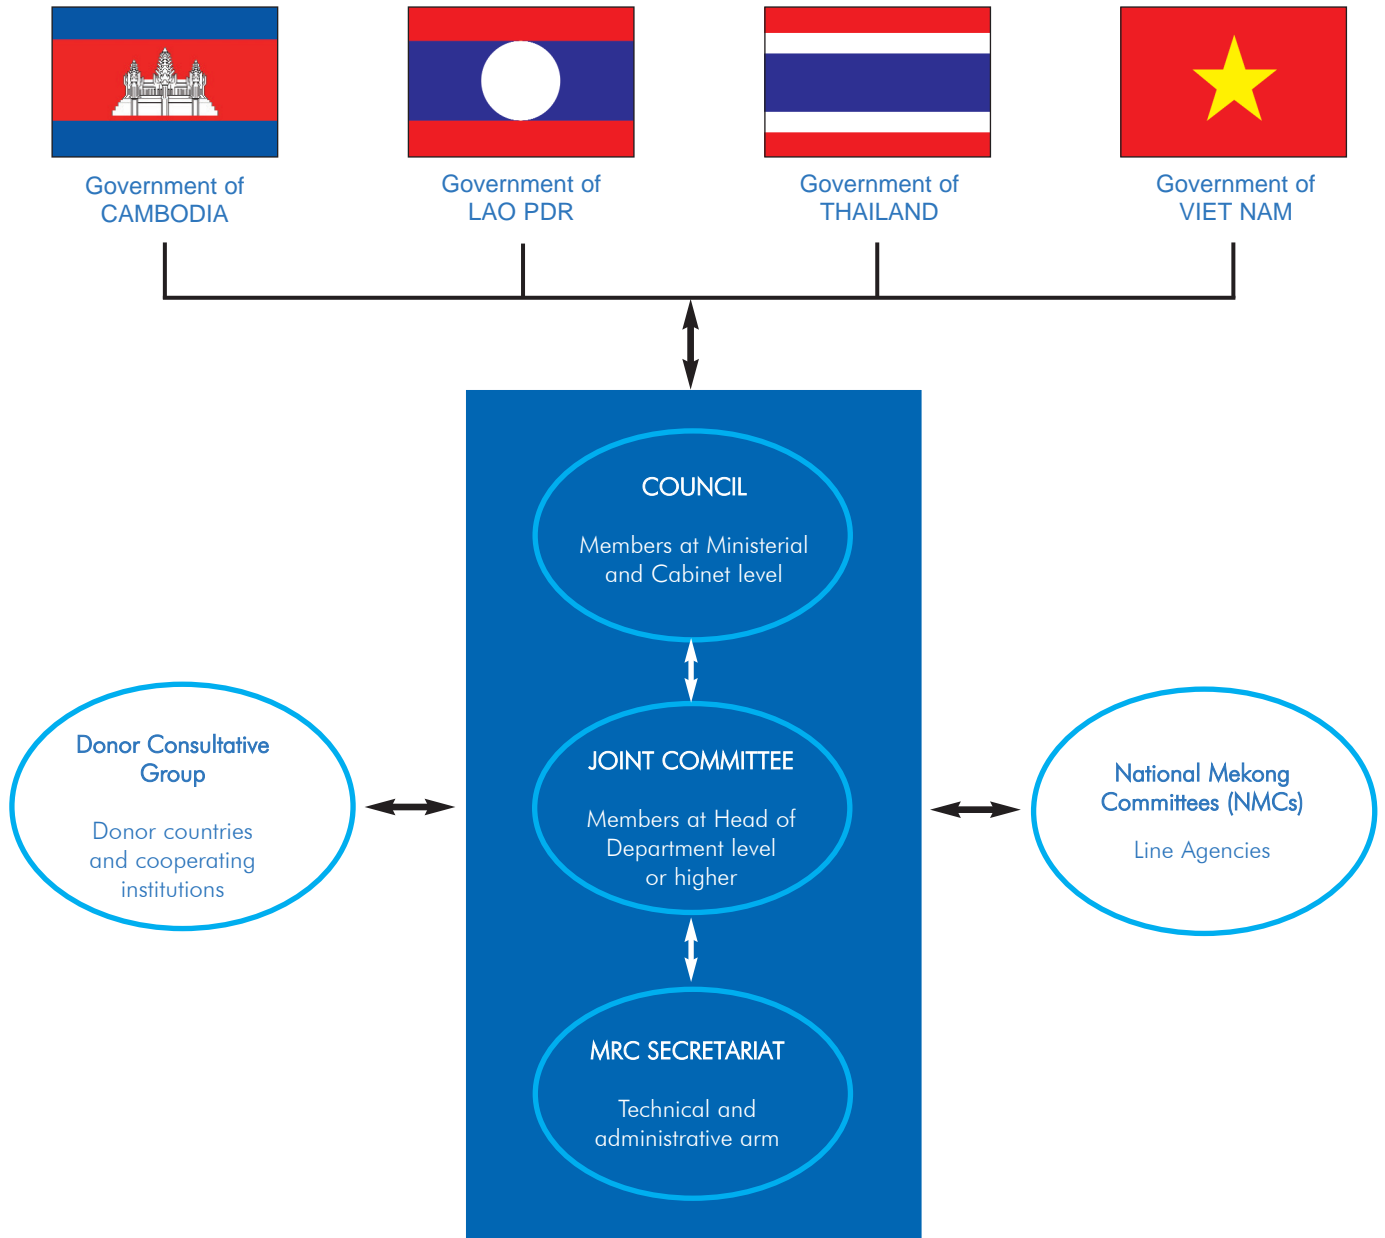 Government of
CAMBODIA
Government of
LAO PDR
Government of
THAILAND
Government of
VIET NAM
COUNCIL
Members at Ministerial
and Cabinet level
Donor Consultative
Group
Donor countries
and cooperating
institutions
JOINT COMMITTEE
Members at Head of
Department level
or higher
National Mekong
Committees (NMCs)
Line Agencies
MRC SECRETARIAT
Technical and
administrative arm